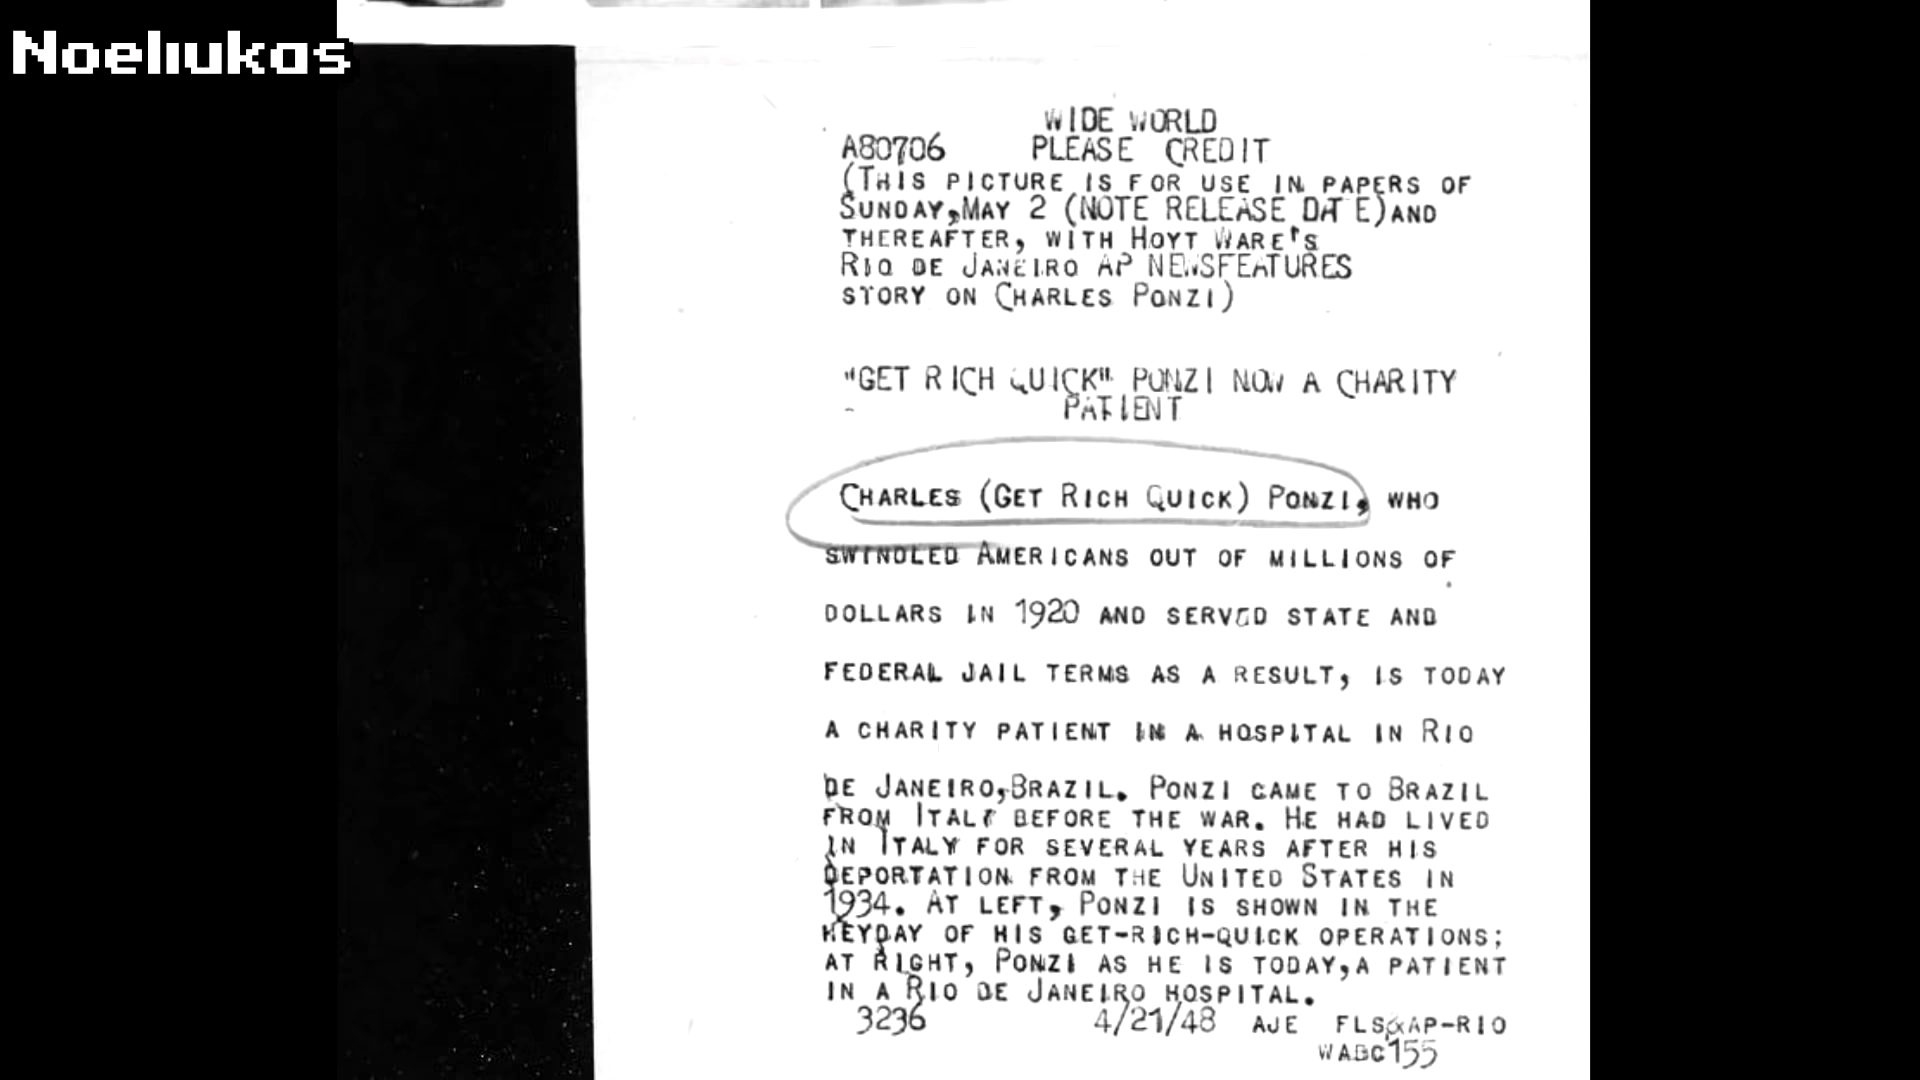 Noeliukas
WIDE WORLD
A80706 PLEASE CREDIT
(THIS PICTURE IS FOR USE IN PAPERS OF
SUNDAY, MAY 2 (NOTE RELEASE DATE) AND
THEREAFTER, WITH HOYT WARE'S
RIO DE JANEIRO AP NEWSFEATURES
STORY ON CHARLES PONZI)
"GET RICH QUICK" PONZI NOW A CHARITY
PATIENT
CHARLES (GET RICH QUICK) PONZI, WHO
SWINDLED AMERICANS OUT OF MILLIONS OF
DOLLARS IN 1920 AND SERVED STATE AND
FEDERAL JAIL TERMS AS A RESULT, IS TODAY
A CHARITY PATIENT IN A HOSPITAL IN RIO
DE JANEIRO, BRAZIL. PONZI CAME TO BRAZIL
FROM ITALY BEFORE THE WAR. HE HAD LIVED
IN ITALY FOR SEVERAL YEARS AFTER HIS
DEPORTATION FROM THE UNITED STATES IN
1934. AT LEFT, PONZI IS SHOWN IN THE
HEYDAY OF HIS GET-RICH-QUICK OPERATIONS;
AT RIGHT, PONZI AS HE IS TODAY, A PATIENT
IN A RIO DE JANEIRO HOSPITAL.
3236 4/21/48 AJE FLS&AP-RIO
WABC155